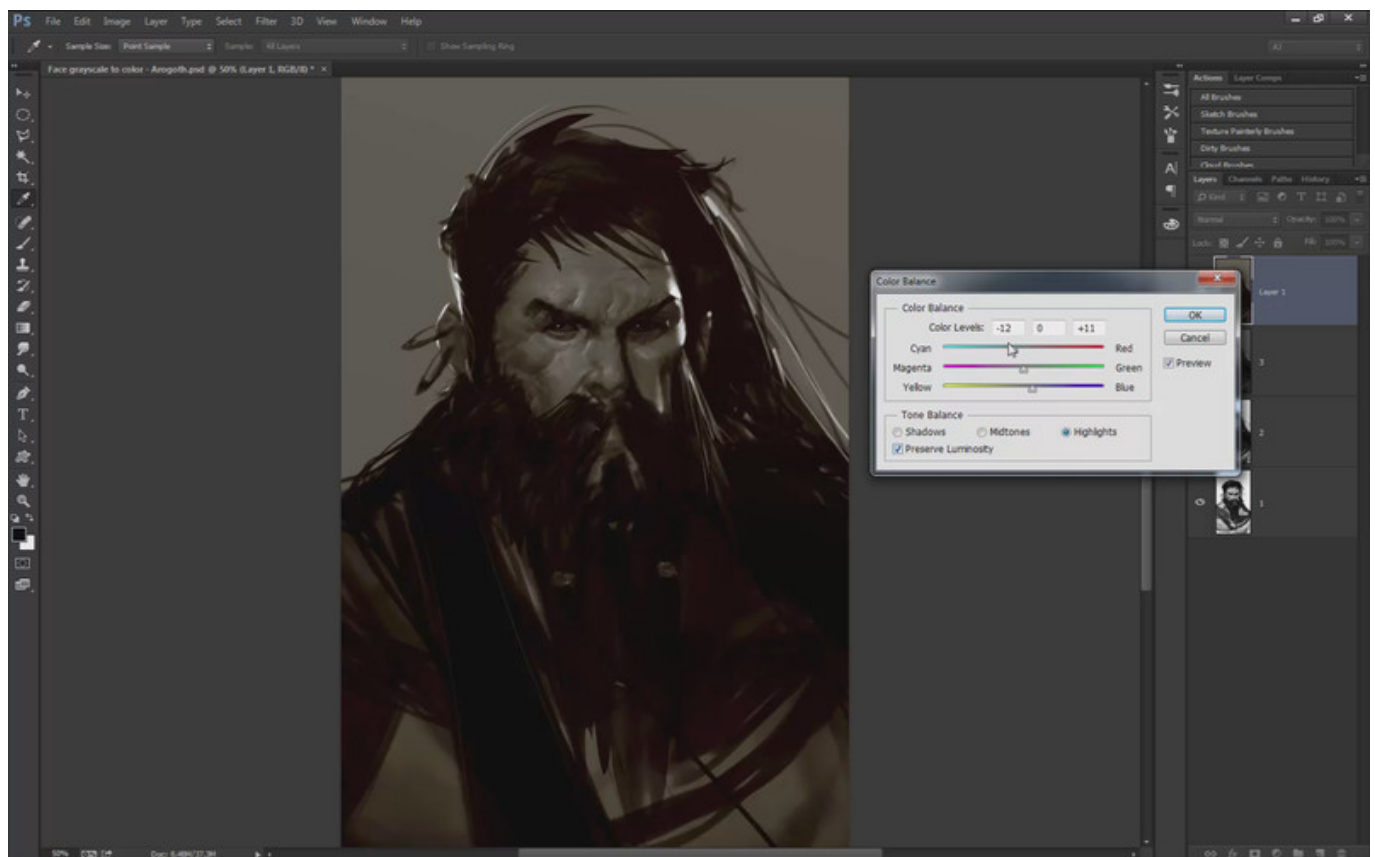 Ps File Edit Image Layer Type Select Filter 3D View Window Help
Sample Size: Point Sample Sample: All Layers Show Sampling Ring
Face grayscale to color - Arogoth.psd @ 50% (Layer 1, RGB/8) * ×
Actions Layer Comps
All Brushes
Sketch Brushes
Texture Painterly Brushes
Dirty Brushes
Cloud Brushes
Layers Channels Paths History
Kind
Normal Opacity: 100%
Lock: Fill: 100%
Layer 1
3
2
1
Color Balance
Color Balance
Color Levels: -12 0 +11
Cyan Red
Magenta Green
Yellow Blue
Tone Balance
Shadows Midtones Highlights
Preserve Luminosity
OK
Cancel
Preview
50%